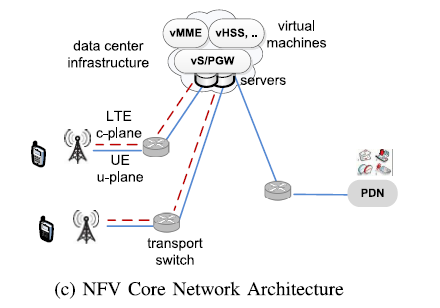 vMME
vHSS, ..
virtual
machines
data center
infrastructure
vS/PGW
servers
LTE
c-plane
UE
u-plane
PDN
transport
switch
(c) NFV Core Network Architecture